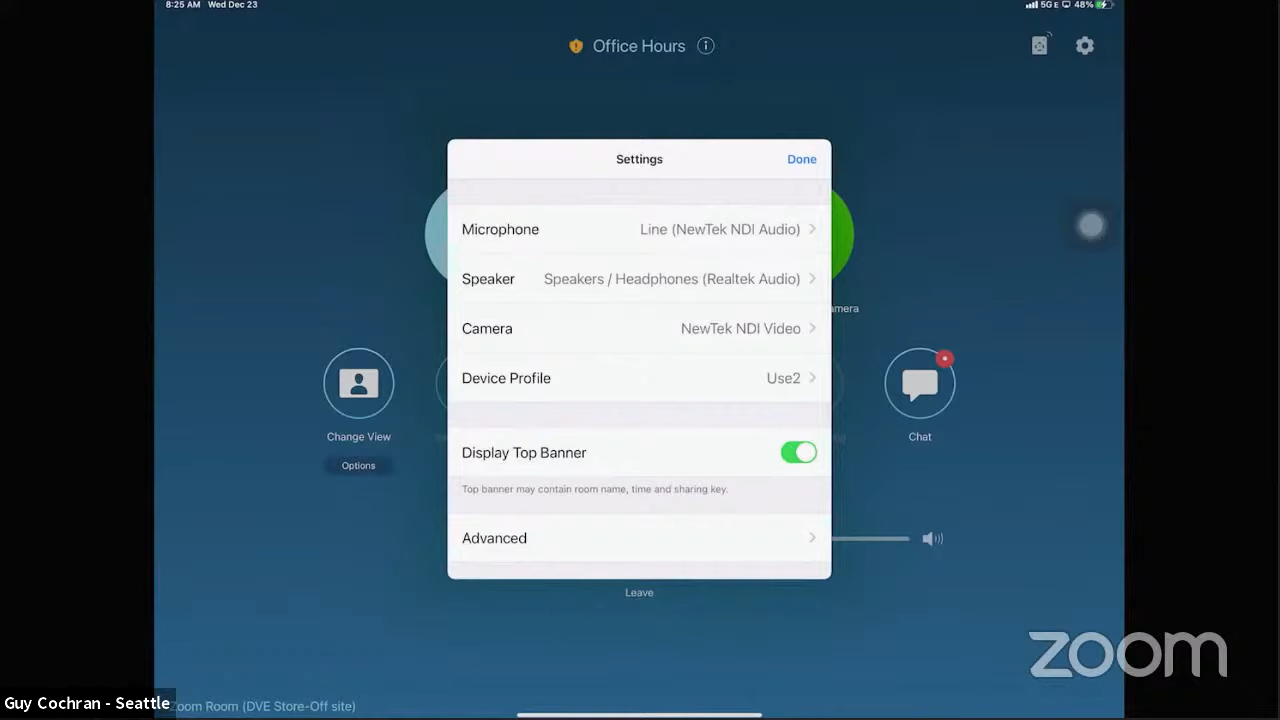 8:25 AM Wed Dec 23
5G E 48%
Office Hours
Settings
Done
Microphone
Line (NewTek NDI Audio)
Speaker
Speakers / Headphones (Realtek Audio)
Camera
NewTek NDI Video
amera
Device Profile
Use2
Change View
Chat
Options
Display Top Banner
Top banner may contain room name, time and sharing key.
Advanced
Leave
zoom
Guy Cochran - Seattle
Zoom Room (DVE Store-Off site)